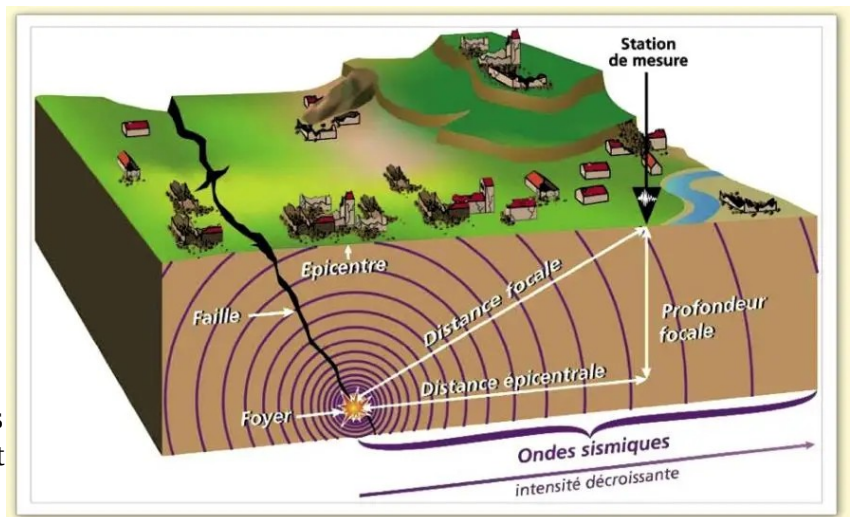 Station
de mesure
Epicentre
Distance focale
Faille
Profondeur
focale
Distance épicentrale
Foyer
Ondes sismiques
intensité décroissante